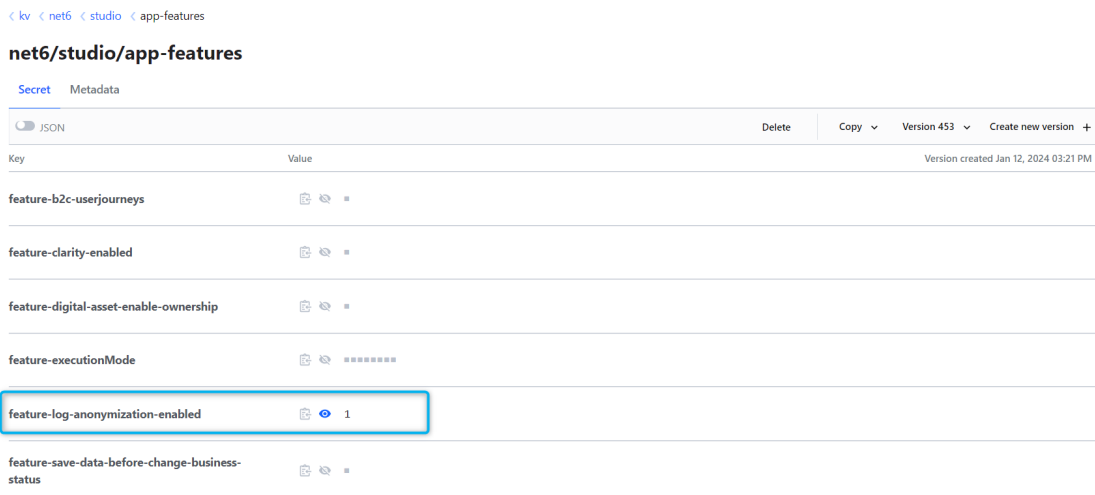 kv net6 studio app-features
net6/studio/app-features
Secret Metadata
JSON Delete Copy Version 453 Create new version +
Key Value Version created Jan 12, 2024 03:21 PM
feature-b2c-userjourneys
feature-clarity-enabled
feature-digital-asset-enable-ownership
feature-executionMode
feature-log-anonymization-enabled 1
feature-save-data-before-change-business-
status